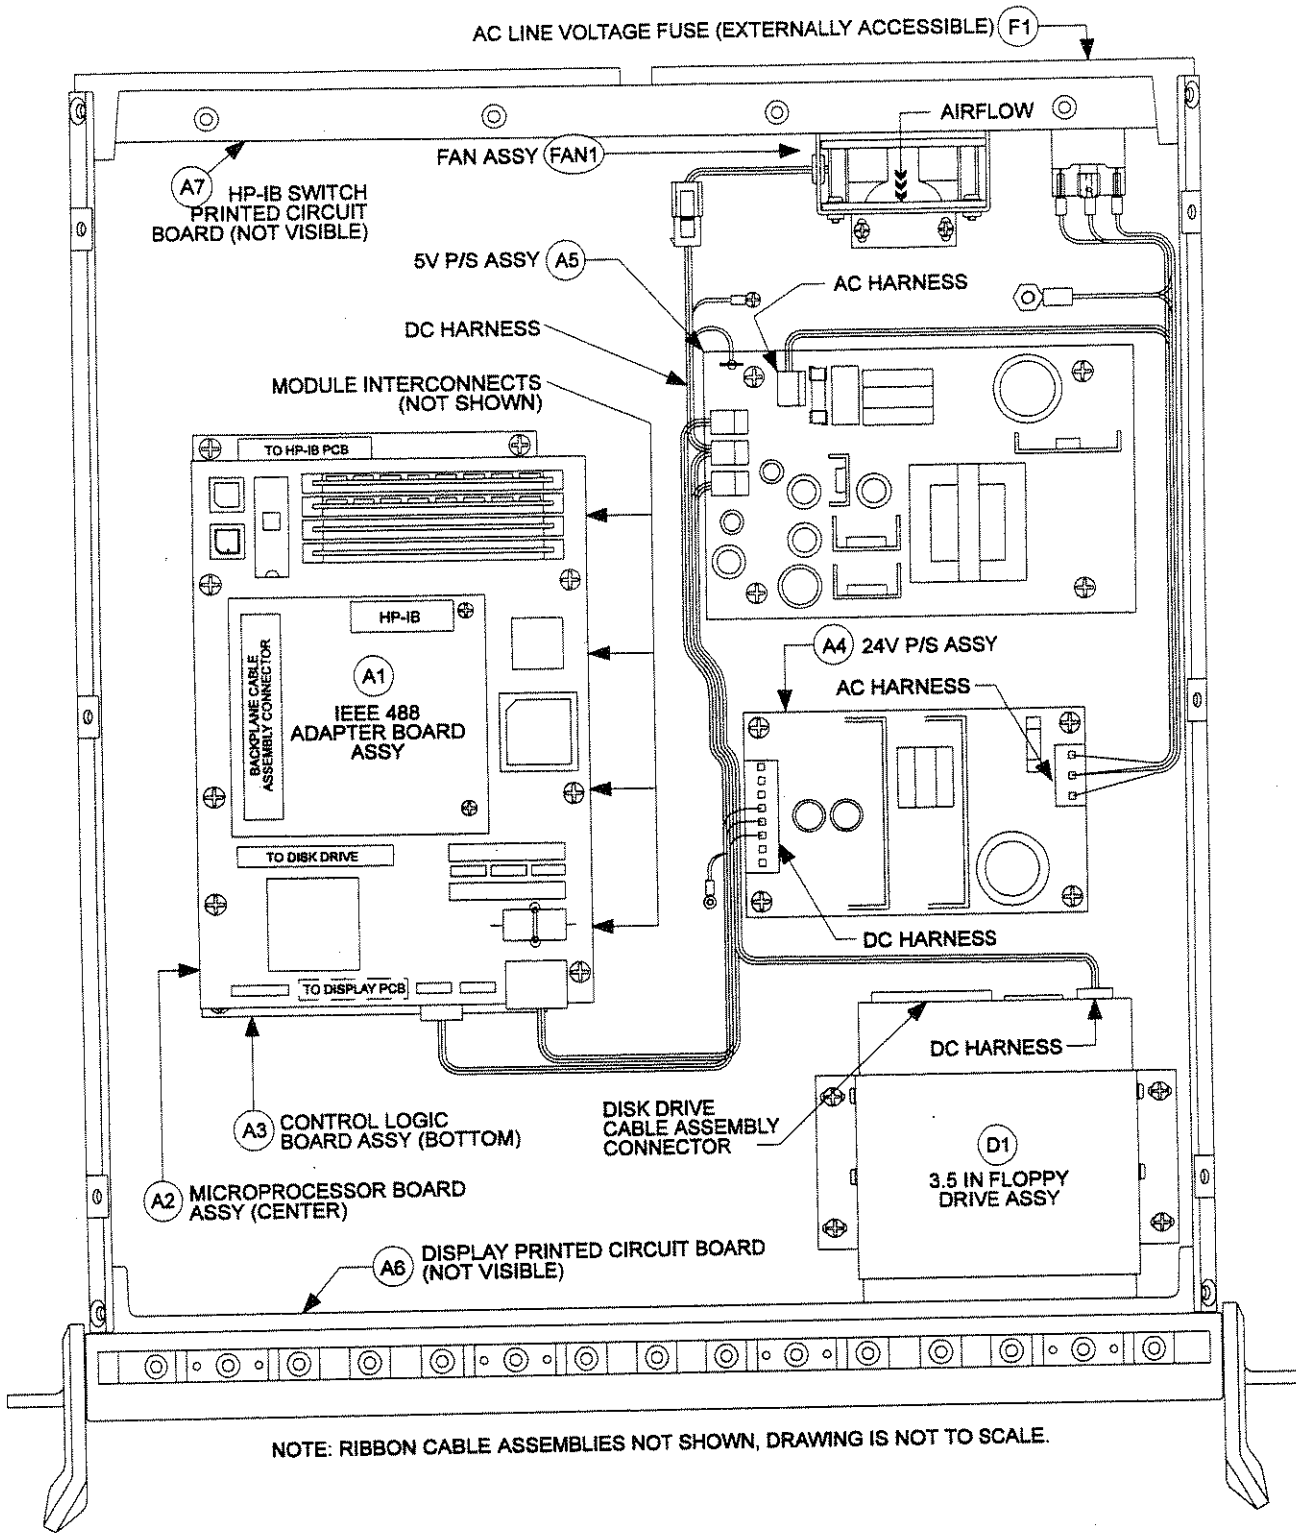 AC LINE VOLTAGE FUSE (EXTERNALLY ACCESSIBLE) F1
AIRFLOW
FAN ASSY FAN1
A7 HP-IB SWITCH
PRINTED CIRCUIT
BOARD (NOT VISIBLE)
5V P/S ASSY A5
AC HARNESS
DC HARNESS
MODULE INTERCONNECTS
(NOT SHOWN)
TO HP-IB PCB
HP-IB
BACKPLANE CABLE
ASSEMBLY CONNECTOR
A1
IEEE 488
ADAPTER BOARD
ASSY
A4 24V P/S ASSY
AC HARNESS
TO DISK DRIVE
DC HARNESS
TO DISPLAY PCB
DC HARNESS
A3 CONTROL LOGIC
BOARD ASSY (BOTTOM)
DISK DRIVE
CABLE ASSEMBLY
CONNECTOR
D1
3.5 IN FLOPPY
DRIVE ASSY
A2 MICROPROCESSOR BOARD
ASSY (CENTER)
A6 DISPLAY PRINTED CIRCUIT BOARD
(NOT VISIBLE)
NOTE: RIBBON CABLE ASSEMBLIES NOT SHOWN, DRAWING IS NOT TO SCALE.